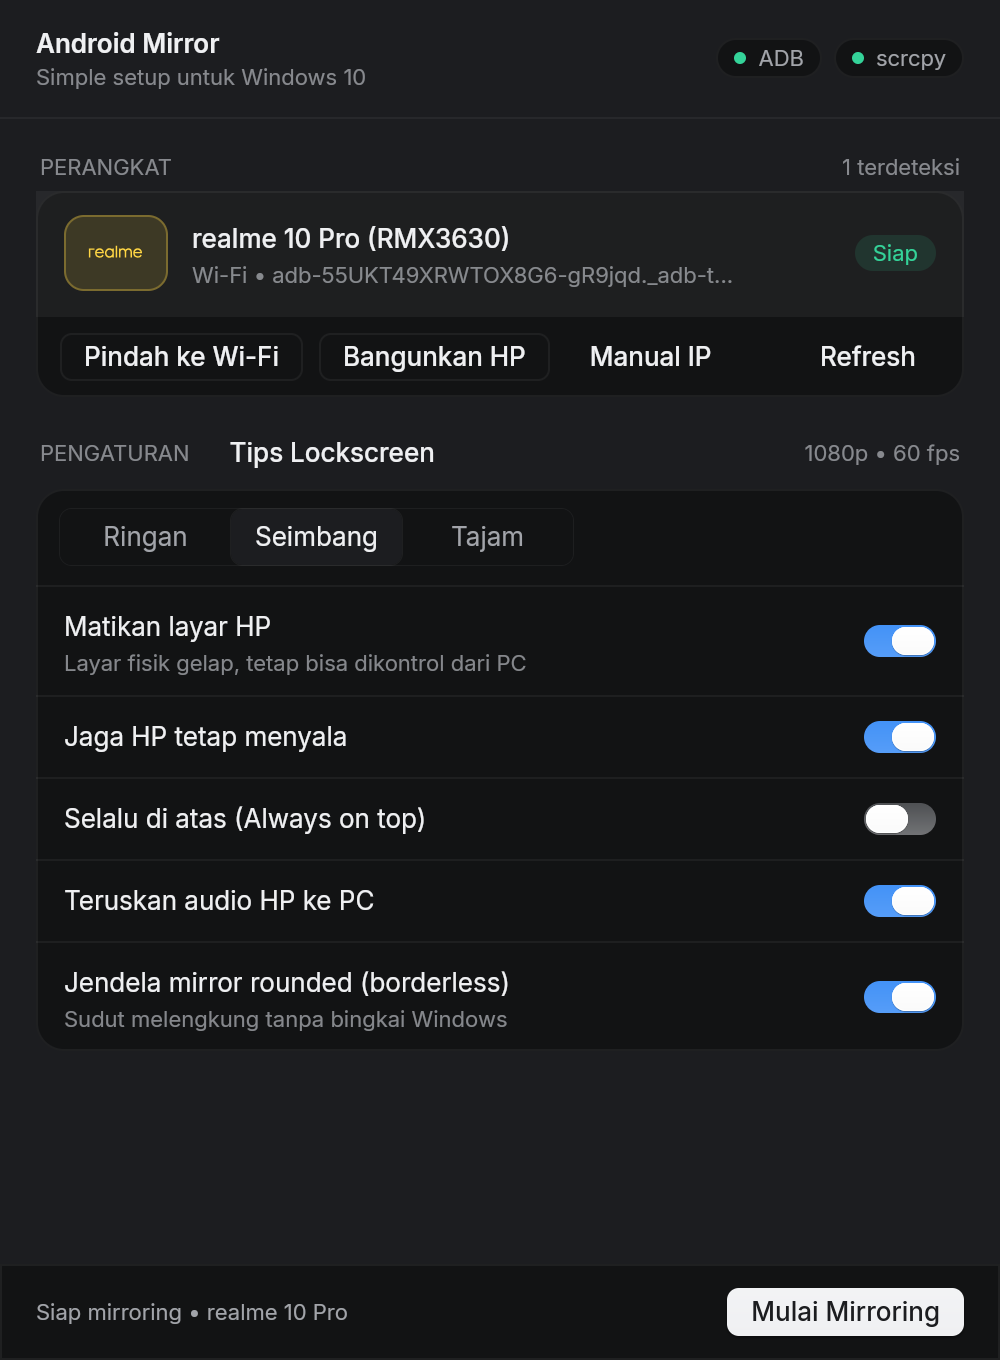 Android Mirror
Simple setup untuk Windows 10
ADB
scrcpy
PERANGKAT
1 terdeteksi
realme
realme 10 Pro (RMX3630)
Wi-Fi • adb-55UKT49XRWTOX8G6-gR9jqd._adb-t...
Siap
Pindah ke Wi-Fi
Bangunkan HP
Manual IP
Refresh
PENGATURAN
Tips Lockscreen
1080p • 60 fps
Ringan
Seimbang
Tajam
Matikan layar HP
Layar fisik gelap, tetap bisa dikontrol dari PC
Jaga HP tetap menyala
Selalu di atas (Always on top)
Teruskan audio HP ke PC
Jendela mirror rounded (borderless)
Sudut melengkung tanpa bingkai Windows
Siap mirroring • realme 10 Pro
Mulai Mirroring